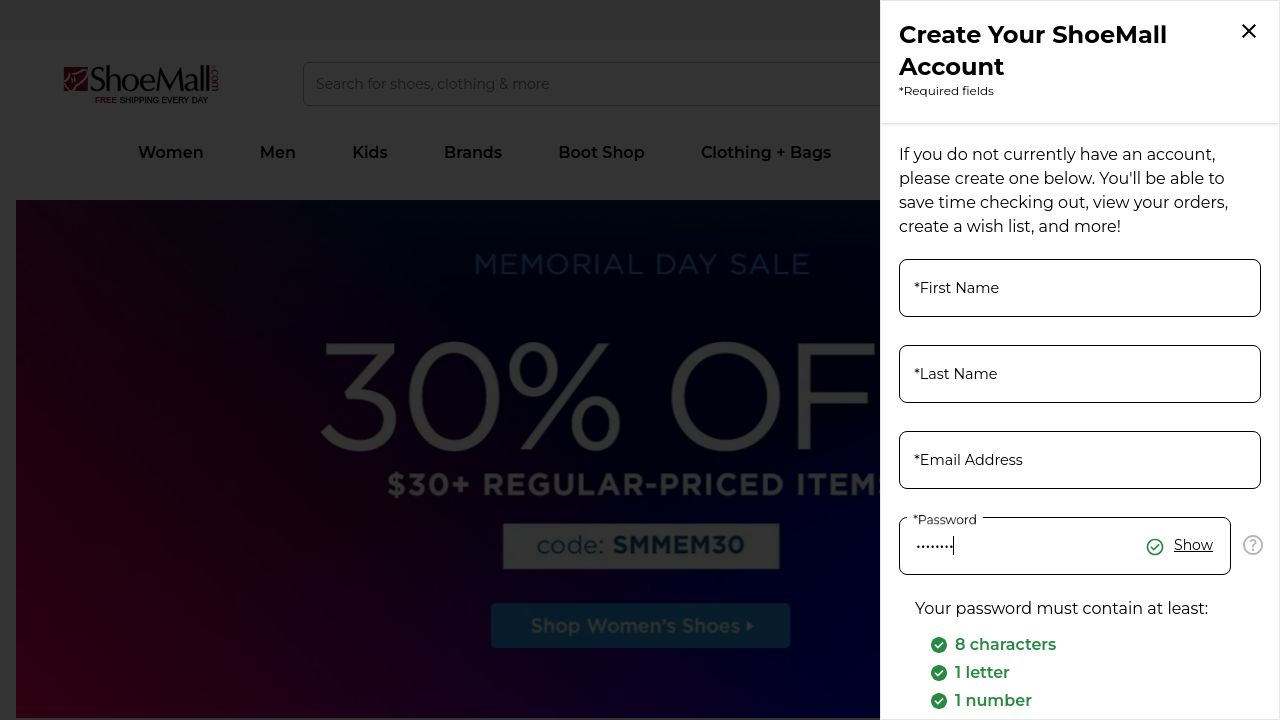 ShoeMall.com
FREE SHIPPING EVERY DAY
Search for shoes, clothing & more
Women
Men
Kids
Brands
Boot Shop
Clothing + Bags
MEMORIAL DAY SALE
30% OF
$30+ REGULAR-PRICED ITEM
code: SMMEM30
Shop Women's Shoes
Create Your ShoeMall
Account
*Required fields
If you do not currently have an account,
please create one below. You'll be able to
save time checking out, view your orders,
create a wish list, and more!
*First Name
*Last Name
*Email Address
*Password
••••••••
Show
?
Your password must contain at least:
8 characters
1 letter
1 number